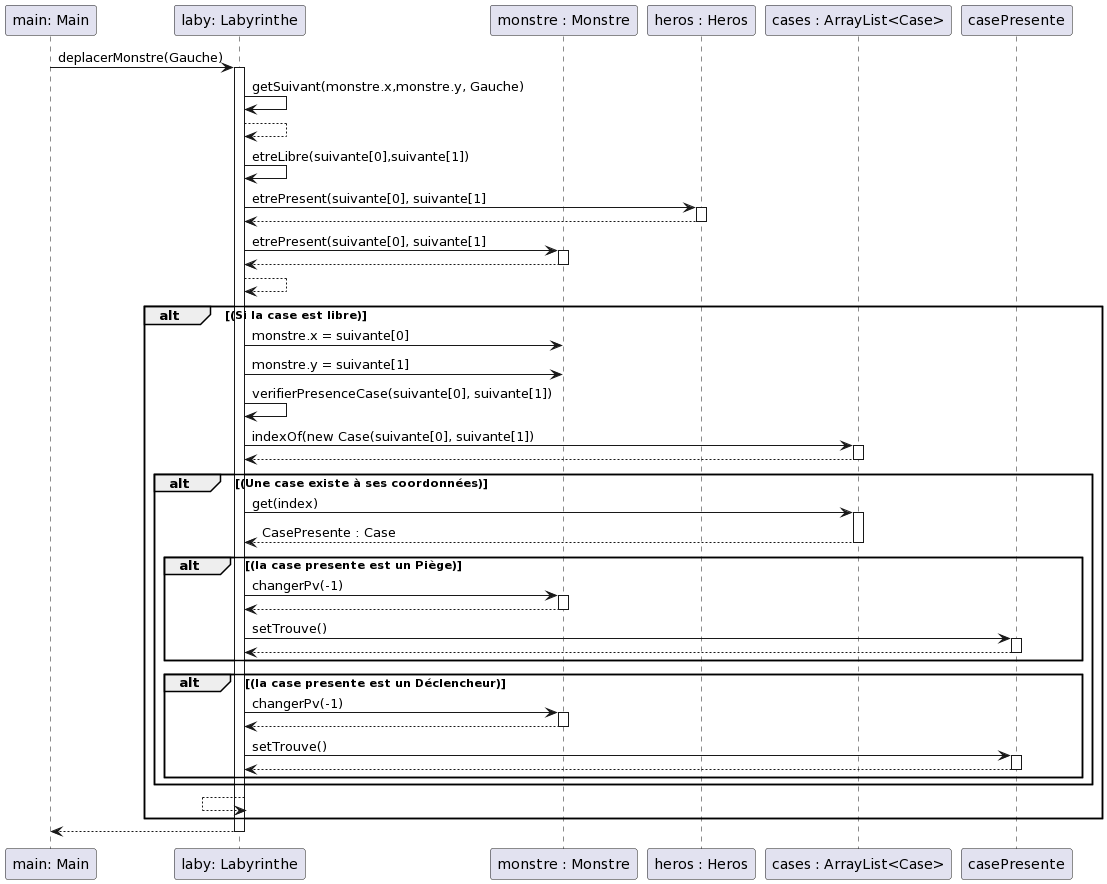 main: Main laby: Labyrinthe monstre : Monstre heros : Heros cases : ArrayList<Case> casePresente
deplacerMonstre(Gauche)
getSuivant(monstre.x,monstre.y, Gauche)
etreLibre(suivante[0],suivante[1])
etrePresent(suivante[0], suivante[1]
etrePresent(suivante[0], suivante[1]
alt [(Si la case est libre)]
monstre.x = suivante[0]
monstre.y = suivante[1]
verifierPresenceCase(suivante[0], suivante[1])
indexOf(new Case(suivante[0], suivante[1])
alt [(Une case existe à ses coordonnées)]
get(index)
CasePresente : Case
alt [(la case presente est un Piège)]
changerPv(-1)
setTrouve()
alt [(la case presente est un Déclencheur)]
changerPv(-1)
setTrouve()
main: Main laby: Labyrinthe monstre : Monstre heros : Heros cases : ArrayList<Case> casePresente